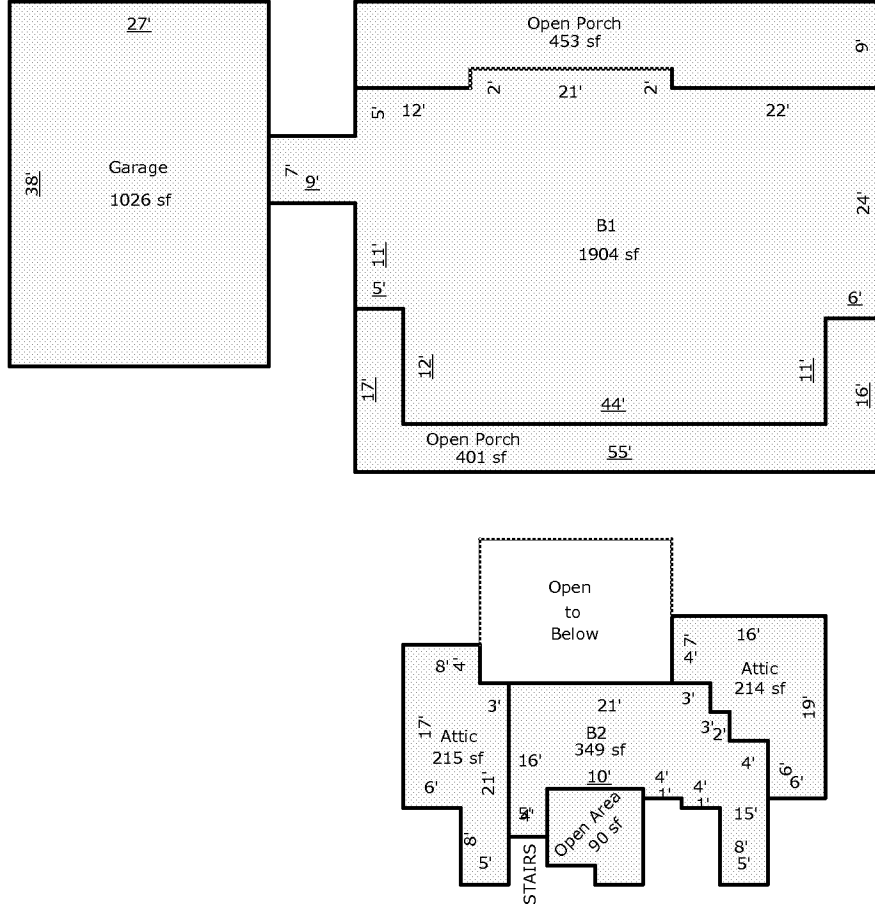 27'
Open Porch
453 sf
9'
2'
21'
2'
5'
12'
22'
Garage
1026 sf
38'
7'
9'
24'
B1
1904 sf
11'
5'
6'
17'
12'
11'
16'
44'
Open Porch
401 sf
55'
Open
to
Below
8'
4'
7'
4'
16'
Attic
214 sf
3'
21'
3'
17'
Attic
215 sf
B2
349 sf
3'
2'
19'
16'
4'
6'
6'
6'
21'
10'
4'
1'
4'
1'
5'
4'
15'
Open Area
90 sf
8'
5'
STAIRS
8'
5'